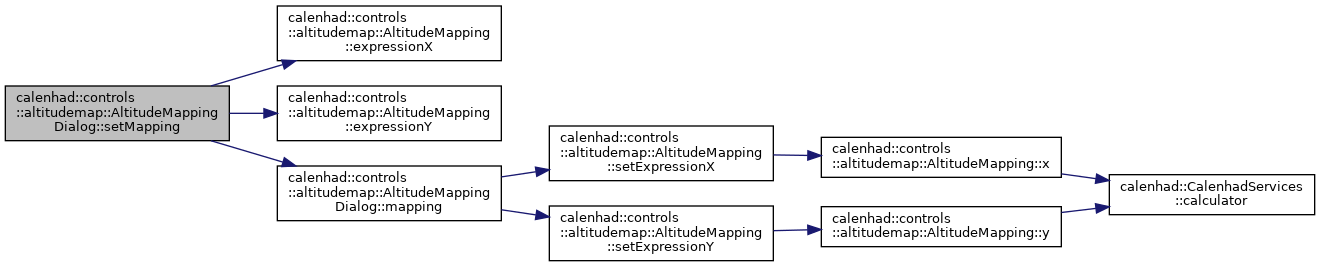 calenhad::controls
::altitudemap::AltitudeMapping
::expressionX
calenhad::controls
::altitudemap::AltitudeMapping
Dialog::setMapping
calenhad::controls
::altitudemap::AltitudeMapping
::expressionY
calenhad::controls
::altitudemap::AltitudeMapping
Dialog::mapping
calenhad::controls
::altitudemap::AltitudeMapping
::setExpressionX
calenhad::controls
::altitudemap::AltitudeMapping
::setExpressionY
calenhad::controls
::altitudemap::AltitudeMapping::x
calenhad::controls
::altitudemap::AltitudeMapping::y
calenhad::CalenhadServices
::calculator